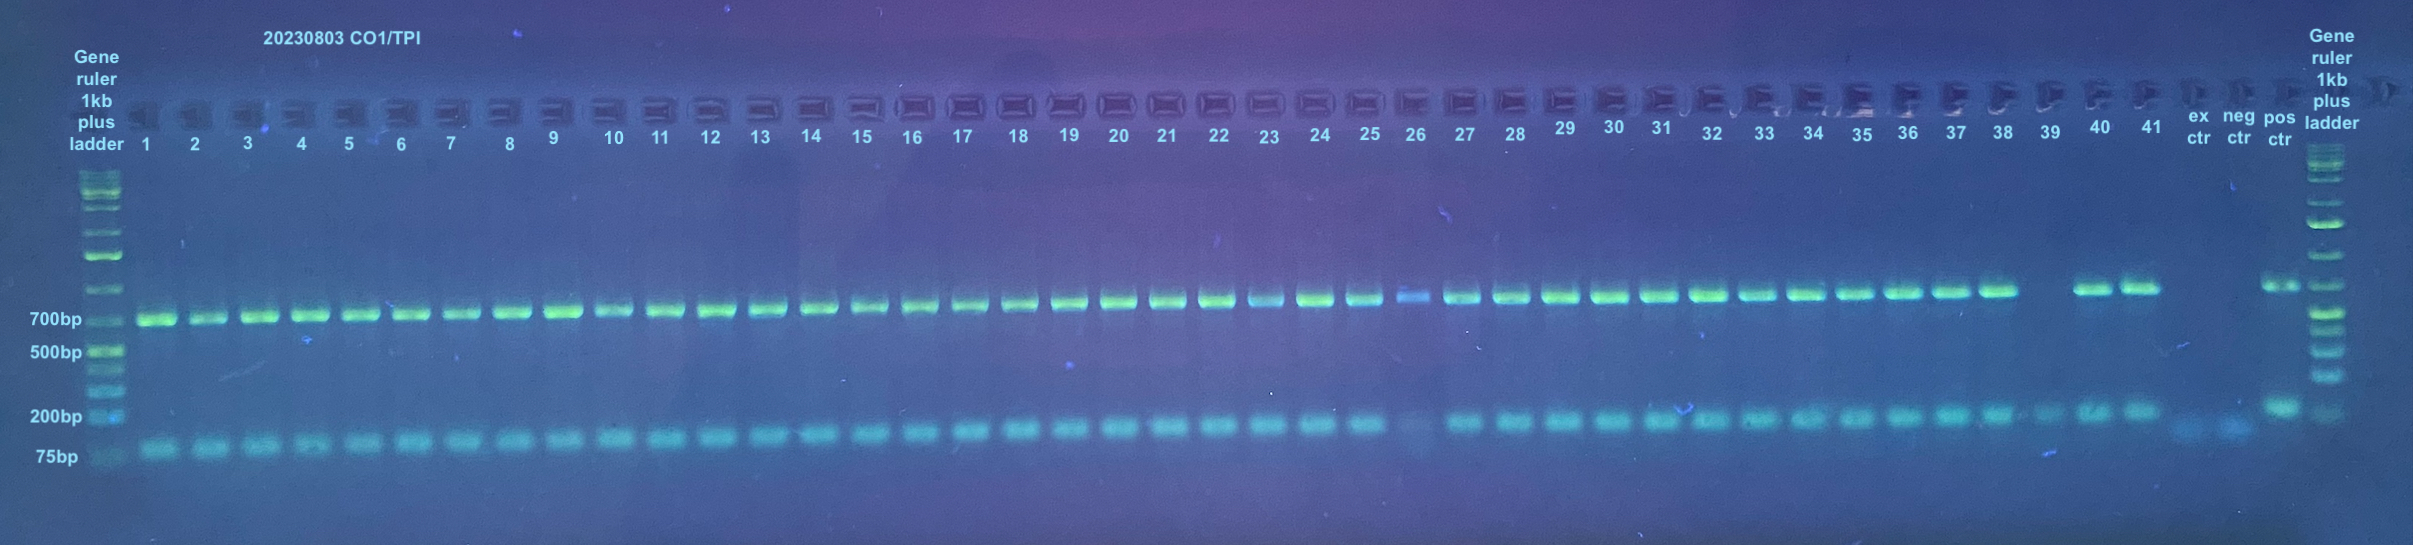 20230803 CO1/TPI
Gene
ruler
1kb
plus
ladder
1 2 3 4 5 6 7 8 9 10 11 12 13 14 15 16 17 18 19 20 21 22 23 24 25 26 27 28 29 30 31 32 33 34 35 36 37 38 39 40 41
ex
ctr
neg
ctr
pos
ctr
Gene
ruler
1kb
plus
ladder
700bp
500bp
200bp
75bp